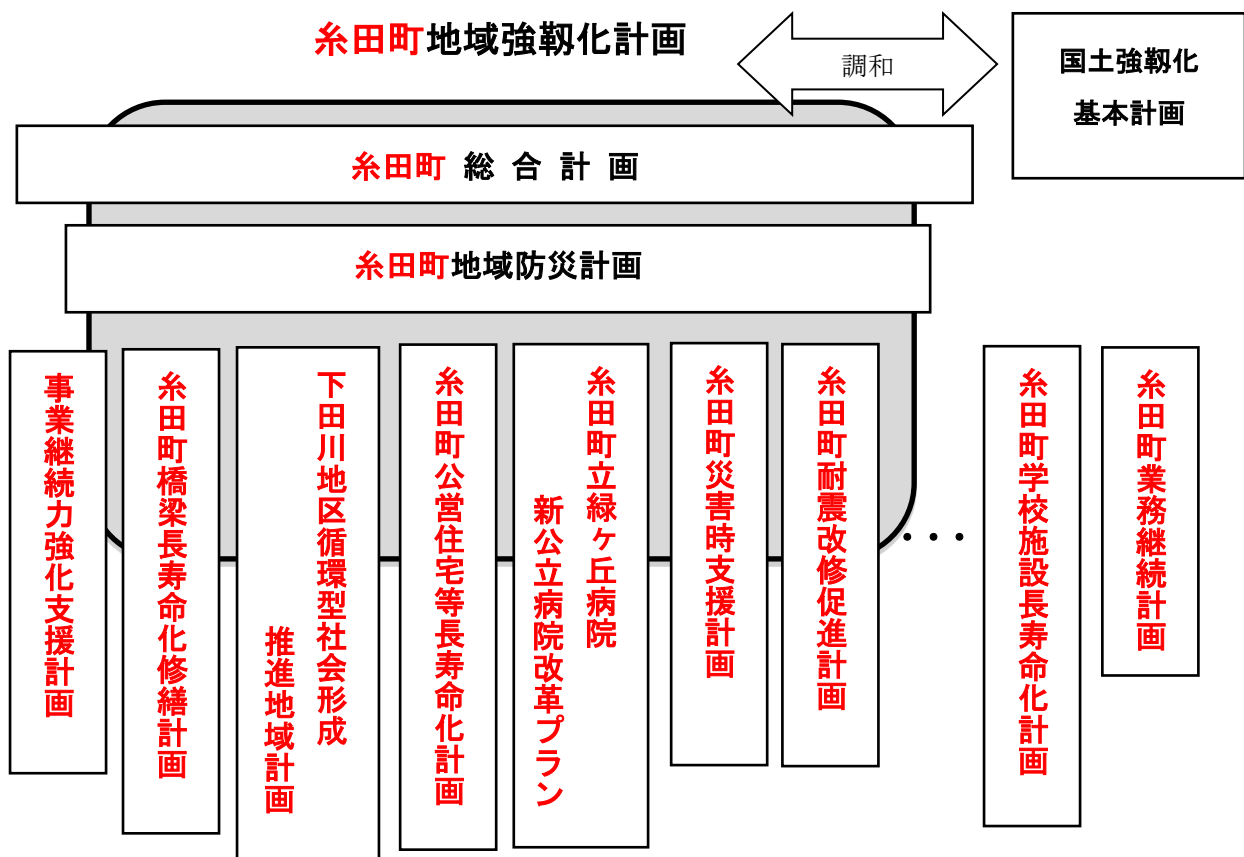 糸田町地域強靱化計画
調和
国土強靱化
基本計画
糸田町 総 合 計 画
糸田町地域防災計画
事業継続力強化支援計画
糸田町橋梁長寿命化修繕計画
下田川地区循環型社会形成
推進地域計画
糸田町公営住宅等長寿命化計画
糸田町立緑ヶ丘病院
新公立病院改革プラン
糸田町災害時支援計画
糸田町耐震改修促進計画
・・・
糸田町学校施設長寿命化計画
糸田町業務継続計画